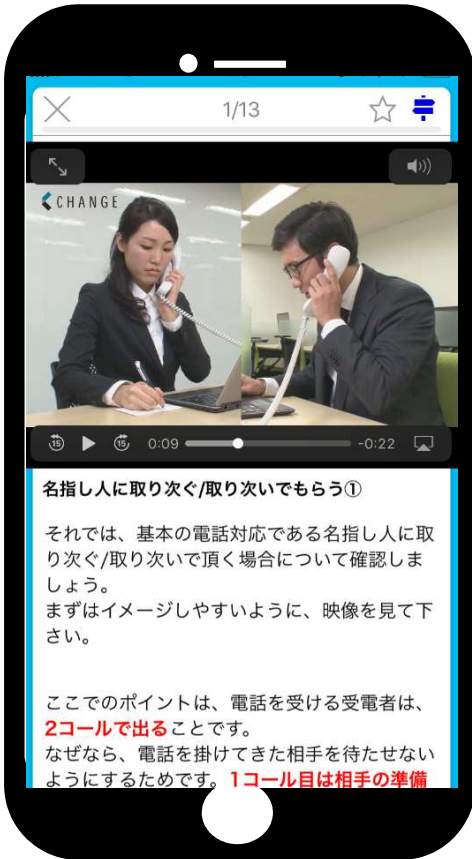 1/13
CHANGE
15
15
0:09
-0:22
名指し人に取り次ぐ/取り次いでもらう①
それでは、基本の電話対応である名指し人に取
り次ぐ/取り次いで頂く場合について確認しま
しょう。
まずはイメージしやすいように、映像を見て下
さい。
ここでのポイントは、電話を受ける受電者は、
2コールで出ることです。
なぜなら、電話を掛けてきた相手を待たせない
ようにするためです。1コール目は相手の準備